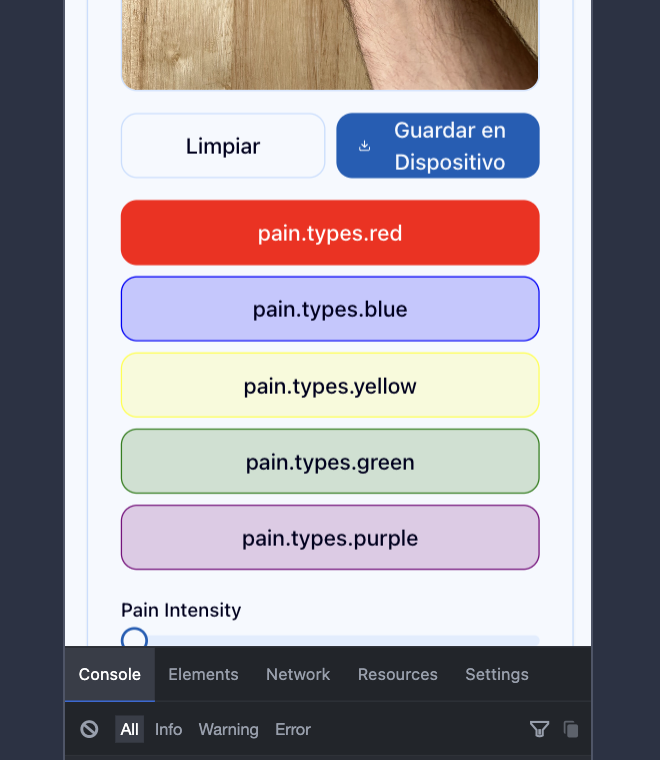 Limpiar
Guardar en
Dispositivo
pain.types.red
pain.types.blue
pain.types.yellow
pain.types.green
pain.types.purple
Pain Intensity
Console Elements Network Resources Settings
All Info Warning Error